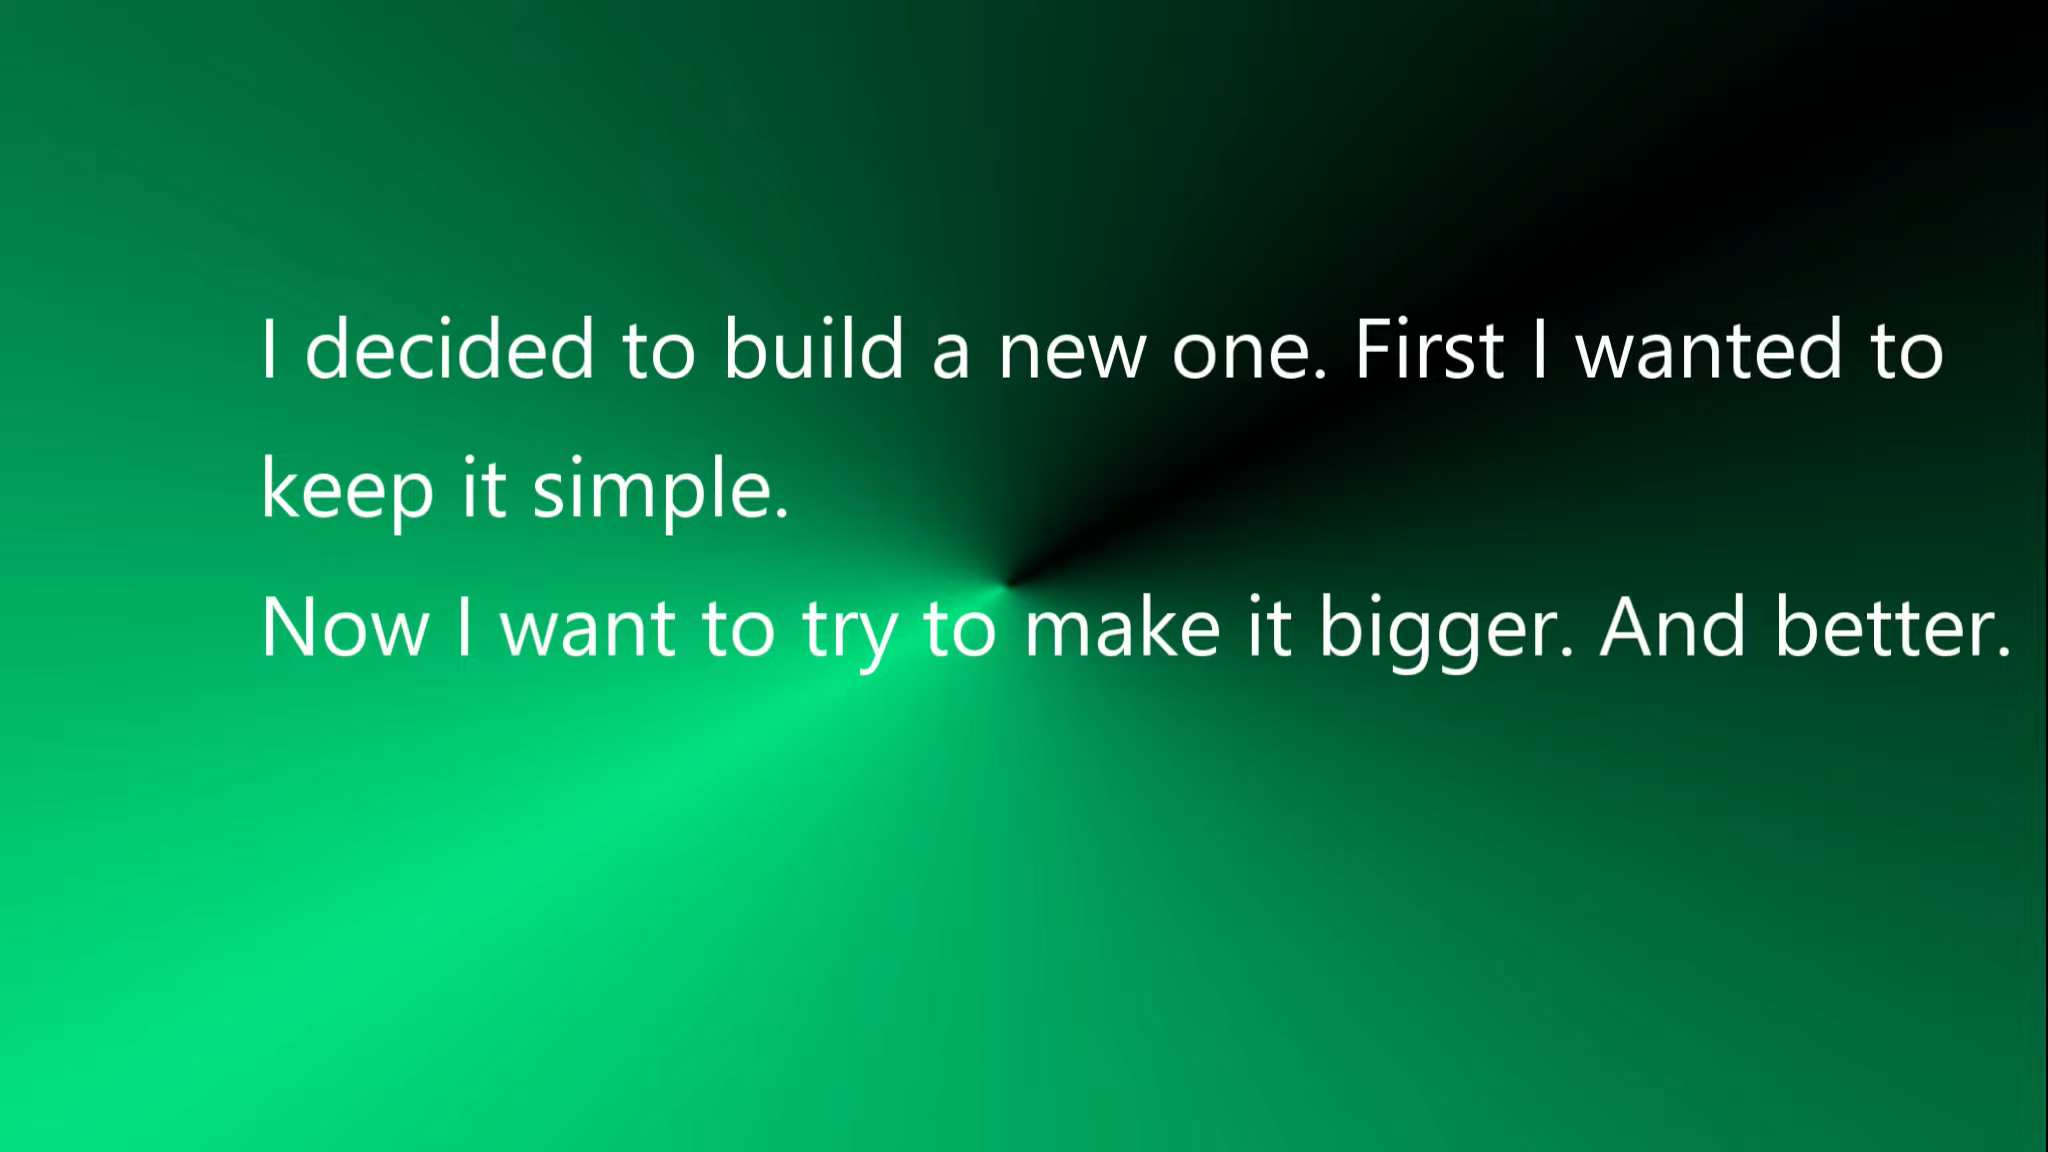 I decided to build a new one. First I wanted to
keep it simple.
Now I want to try to make it bigger. And better.